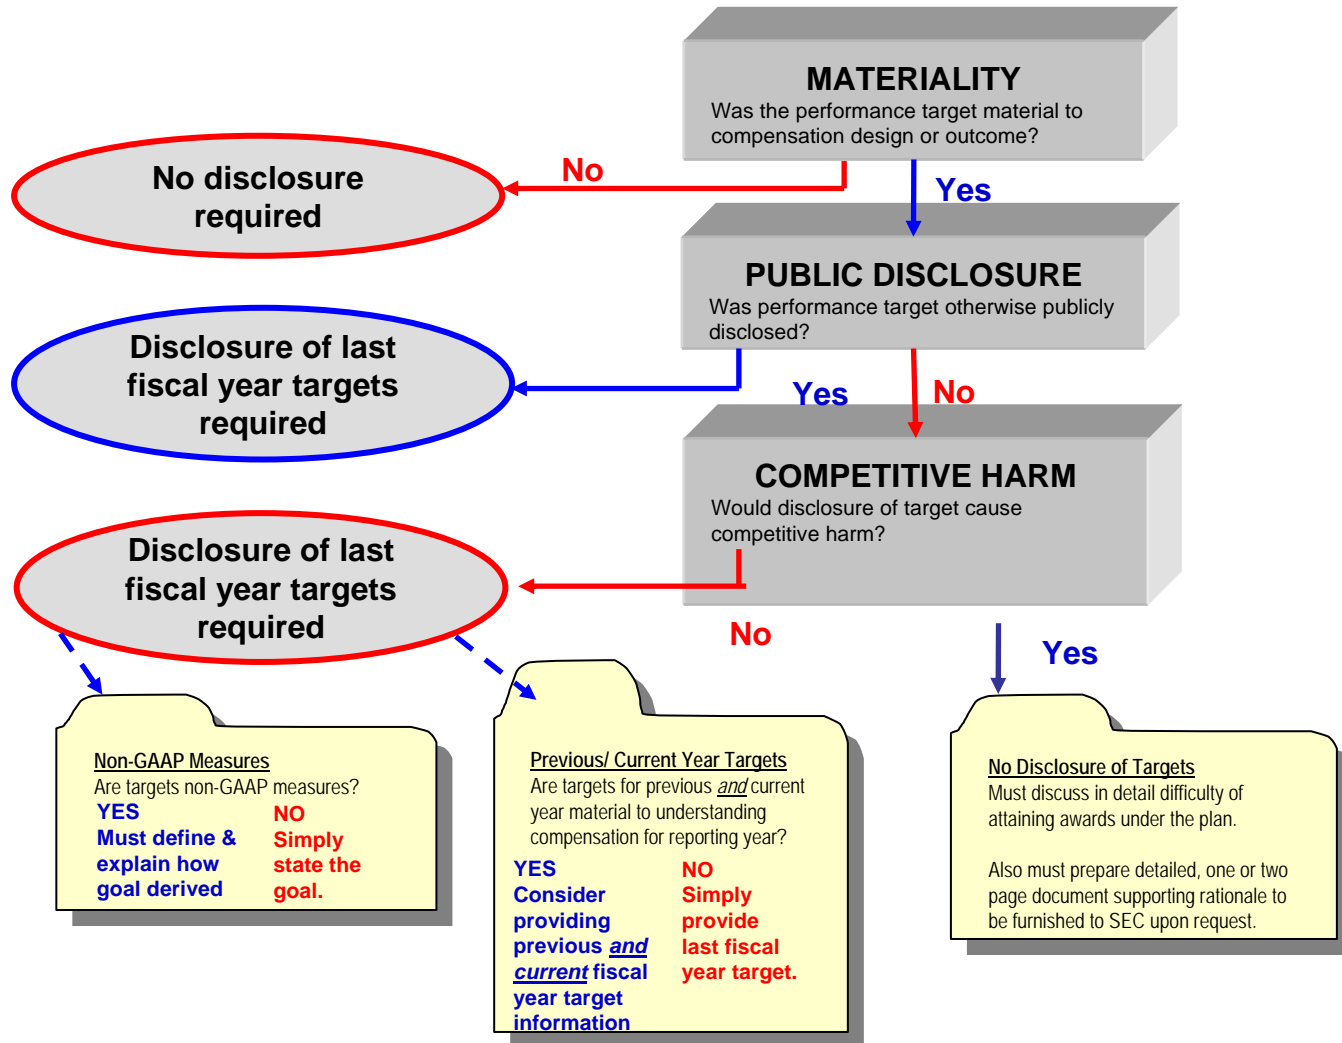 MATERIALITY
Was the performance target material to
compensation design or outcome?
No
Yes
No disclosure
required
PUBLIC DISCLOSURE
Was performance target otherwise publicly
disclosed?
Yes
No
Disclosure of last
fiscal year targets
required
COMPETITIVE HARM
Would disclosure of target cause
competitive harm?
No
Yes
Disclosure of last
fiscal year targets
required
Non-GAAP Measures
Are targets non-GAAP measures?
YES
Must define &
explain how
goal derived
NO
Simply
state the
goal.
Previous/ Current Year Targets
Are targets for previous and current
year material to understanding
compensation for reporting year?
YES
Consider
providing
previous and
current fiscal
year target
information
NO
Simply
provide
last fiscal
year target.
No Disclosure of Targets
Must discuss in detail difficulty of
attaining awards under the plan.
Also must prepare detailed, one or two
page document supporting rationale to
be furnished to SEC upon request.